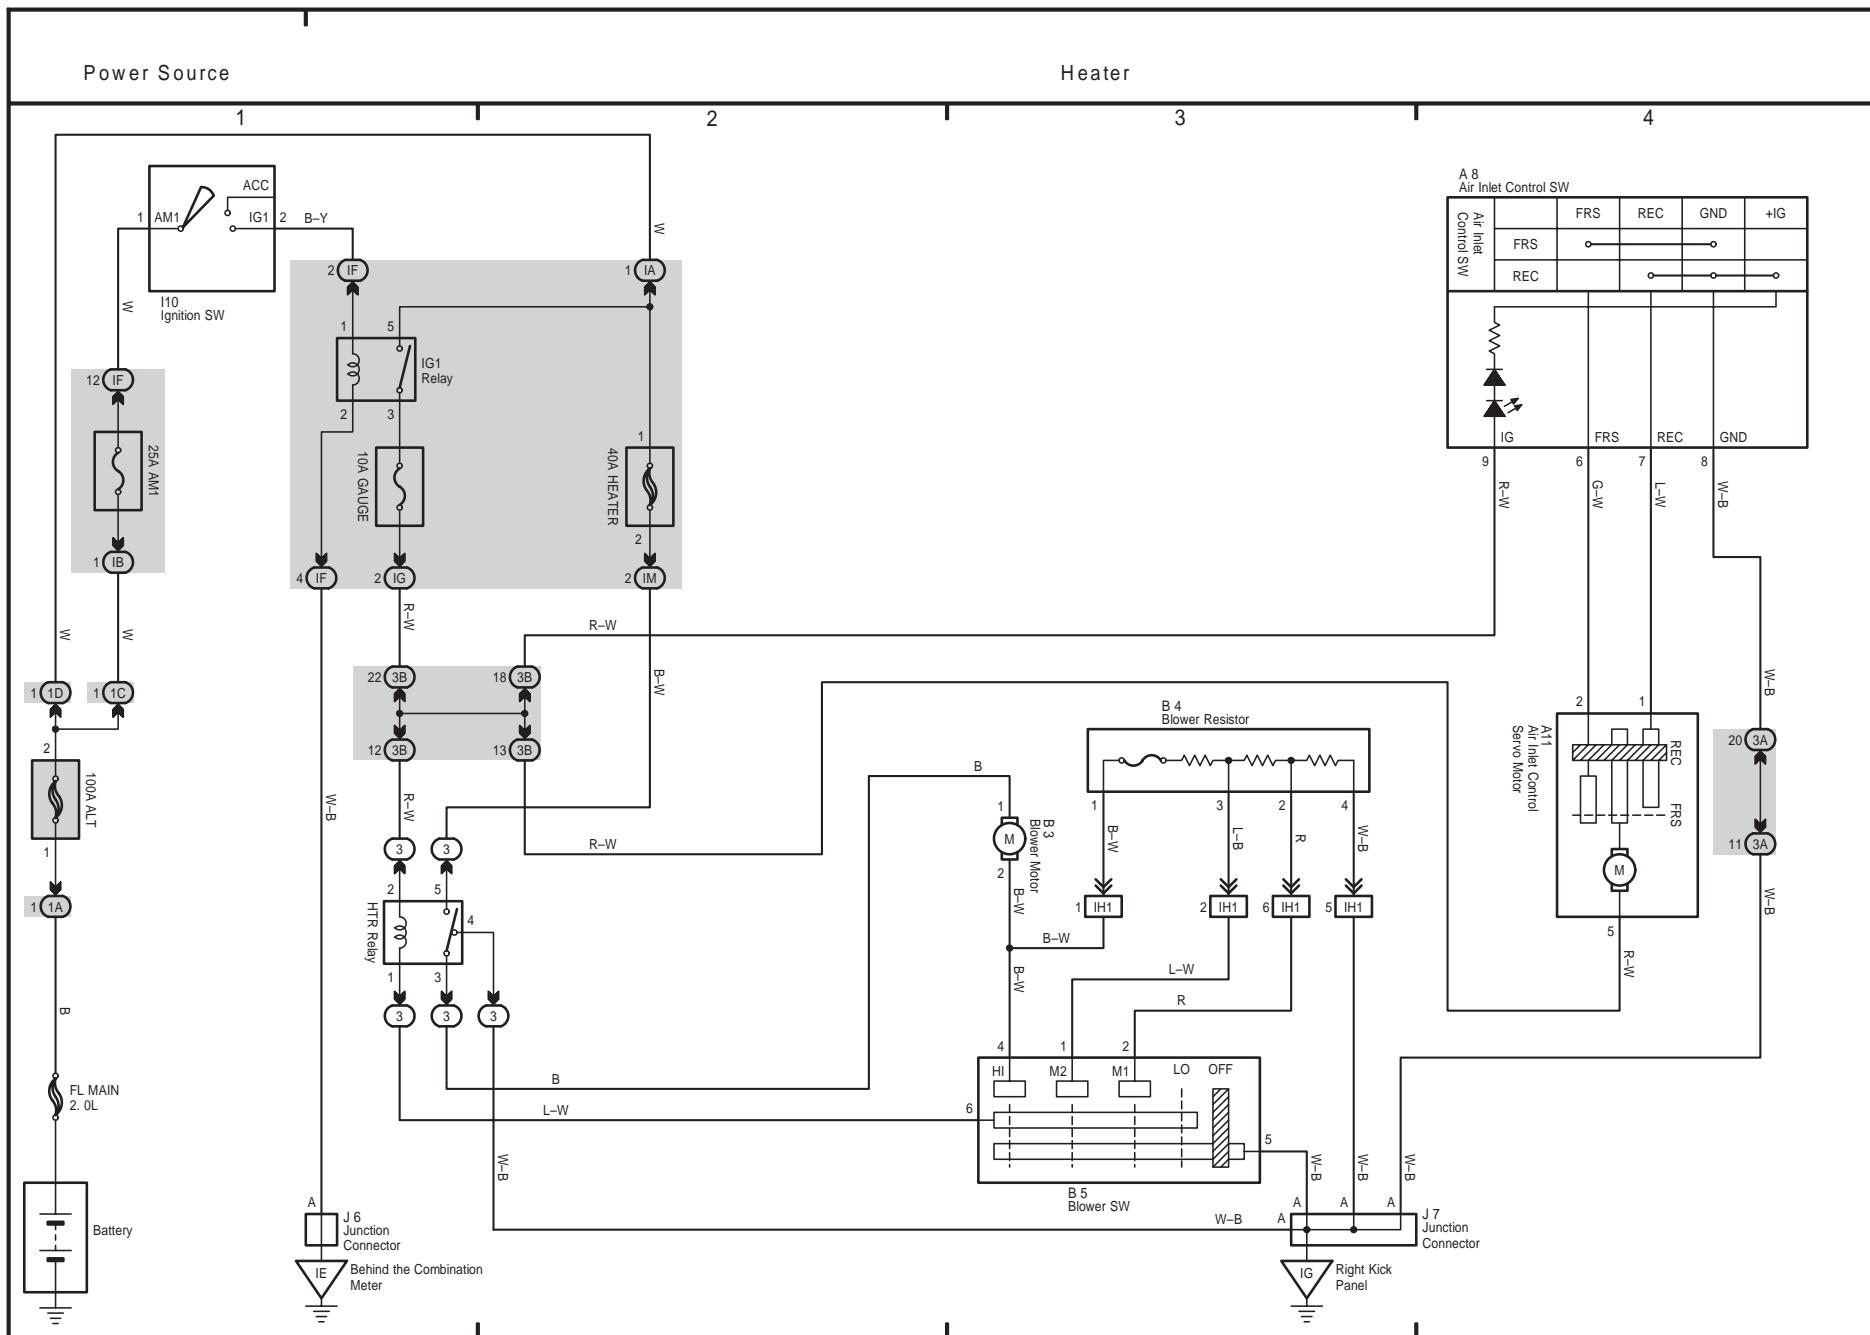 Power Source
Heater
1
2
3
4
ACC
1
AM1
IG1
2
B–Y
I10
Ignition SW
W
W
2
IF
1
IA
1
5
IG1
Relay
2
3
12
IF
25A AM1
1
IB
10A GAUGE
1
40A HEATER
2
4
IF
2
IG
2
IM
A 8
Air Inlet Control SW
Air Inlet
Control SW
FRS
REC
GND
+IG
FRS
REC
IG
FRS
REC
GND
9
6
7
8
R–W
G–W
L–W
W–B
W
W
R–W
R–W
B–W
1
1D
1
1C
22
3B
18
3B
12
3B
13
3B
2
100A ALT
1
1
1A
W–B
R–W
R–W
B
3
3
2
5
HTR Relay
4
1
3
3
3
3
B 4
Blower Resistor
1
3
2
4
B–W
L–B
R
W–B
1
B 3
Blower Motor
M
2
B–W
1
IH1
2
IH1
6
IH1
5
IH1
B–W
B–W
L–W
R
2
1
A11
Air Inlet Control
Servo Motor
REC
FRS
M
5
R–W
W–B
20
3A
11
3A
W–B
B
FL MAIN
2. 0L
B
L–W
4
1
2
HI
M2
M1
LO
OFF
6
5
B 5
Blower SW
W–B
W–B
W–B
W–B
Battery
A
J 6
Junction
Connector
IE
Behind the Combination
Meter
W–B
A
A
A
A
J 7
Junction
Connector
IG
Right Kick
Panel